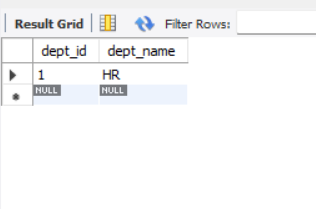 Result Grid Filter Rows:
dept_id dept_name
1 HR
NULL NULL